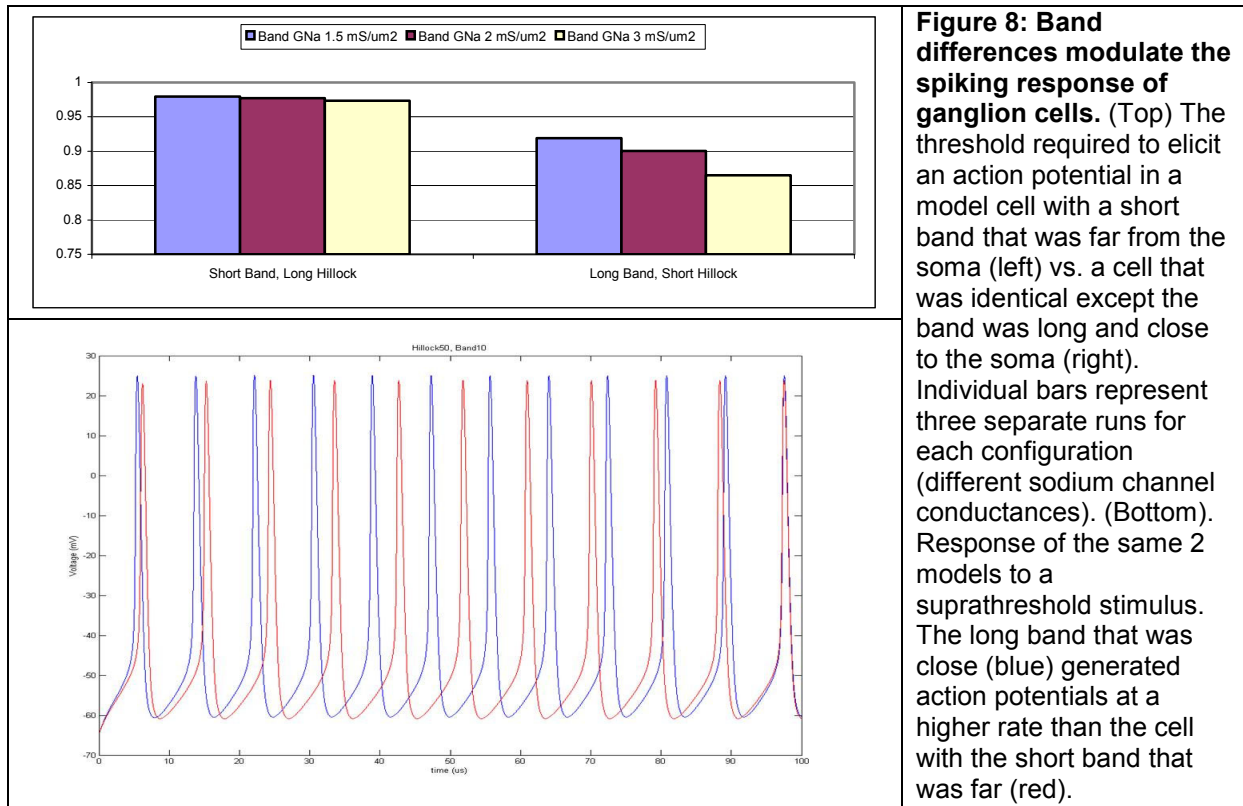 Band GNa 1.5 mS/um2 Band GNa 2 mS/um2 Band GNa 3 mS/um2
1
0.95
0.9
0.85
0.8
0.75
Short Band, Long Hillock
Long Band, Short Hillock
Hillock50, Band10
30
20
10
0
-10
-20
-30
-40
-50
-60
-70
Voltage (mV)
0 10 20 30 40 50 60 70 80 90 100
time (us)
Figure 8: Band
differences modulate the
spiking response of
ganglion cells. (Top) The
threshold required to elicit
an action potential in a
model cell with a short
band that was far from the
soma (left) vs. a cell that
was identical except the
band was long and close
to the soma (right).
Individual bars represent
three separate runs for
each configuration
(different sodium channel
conductances). (Bottom).
Response of the same 2
models to a
suprathreshold stimulus.
The long band that was
close (blue) generated
action potentials at a
higher rate than the cell
with the short band that
was far (red).